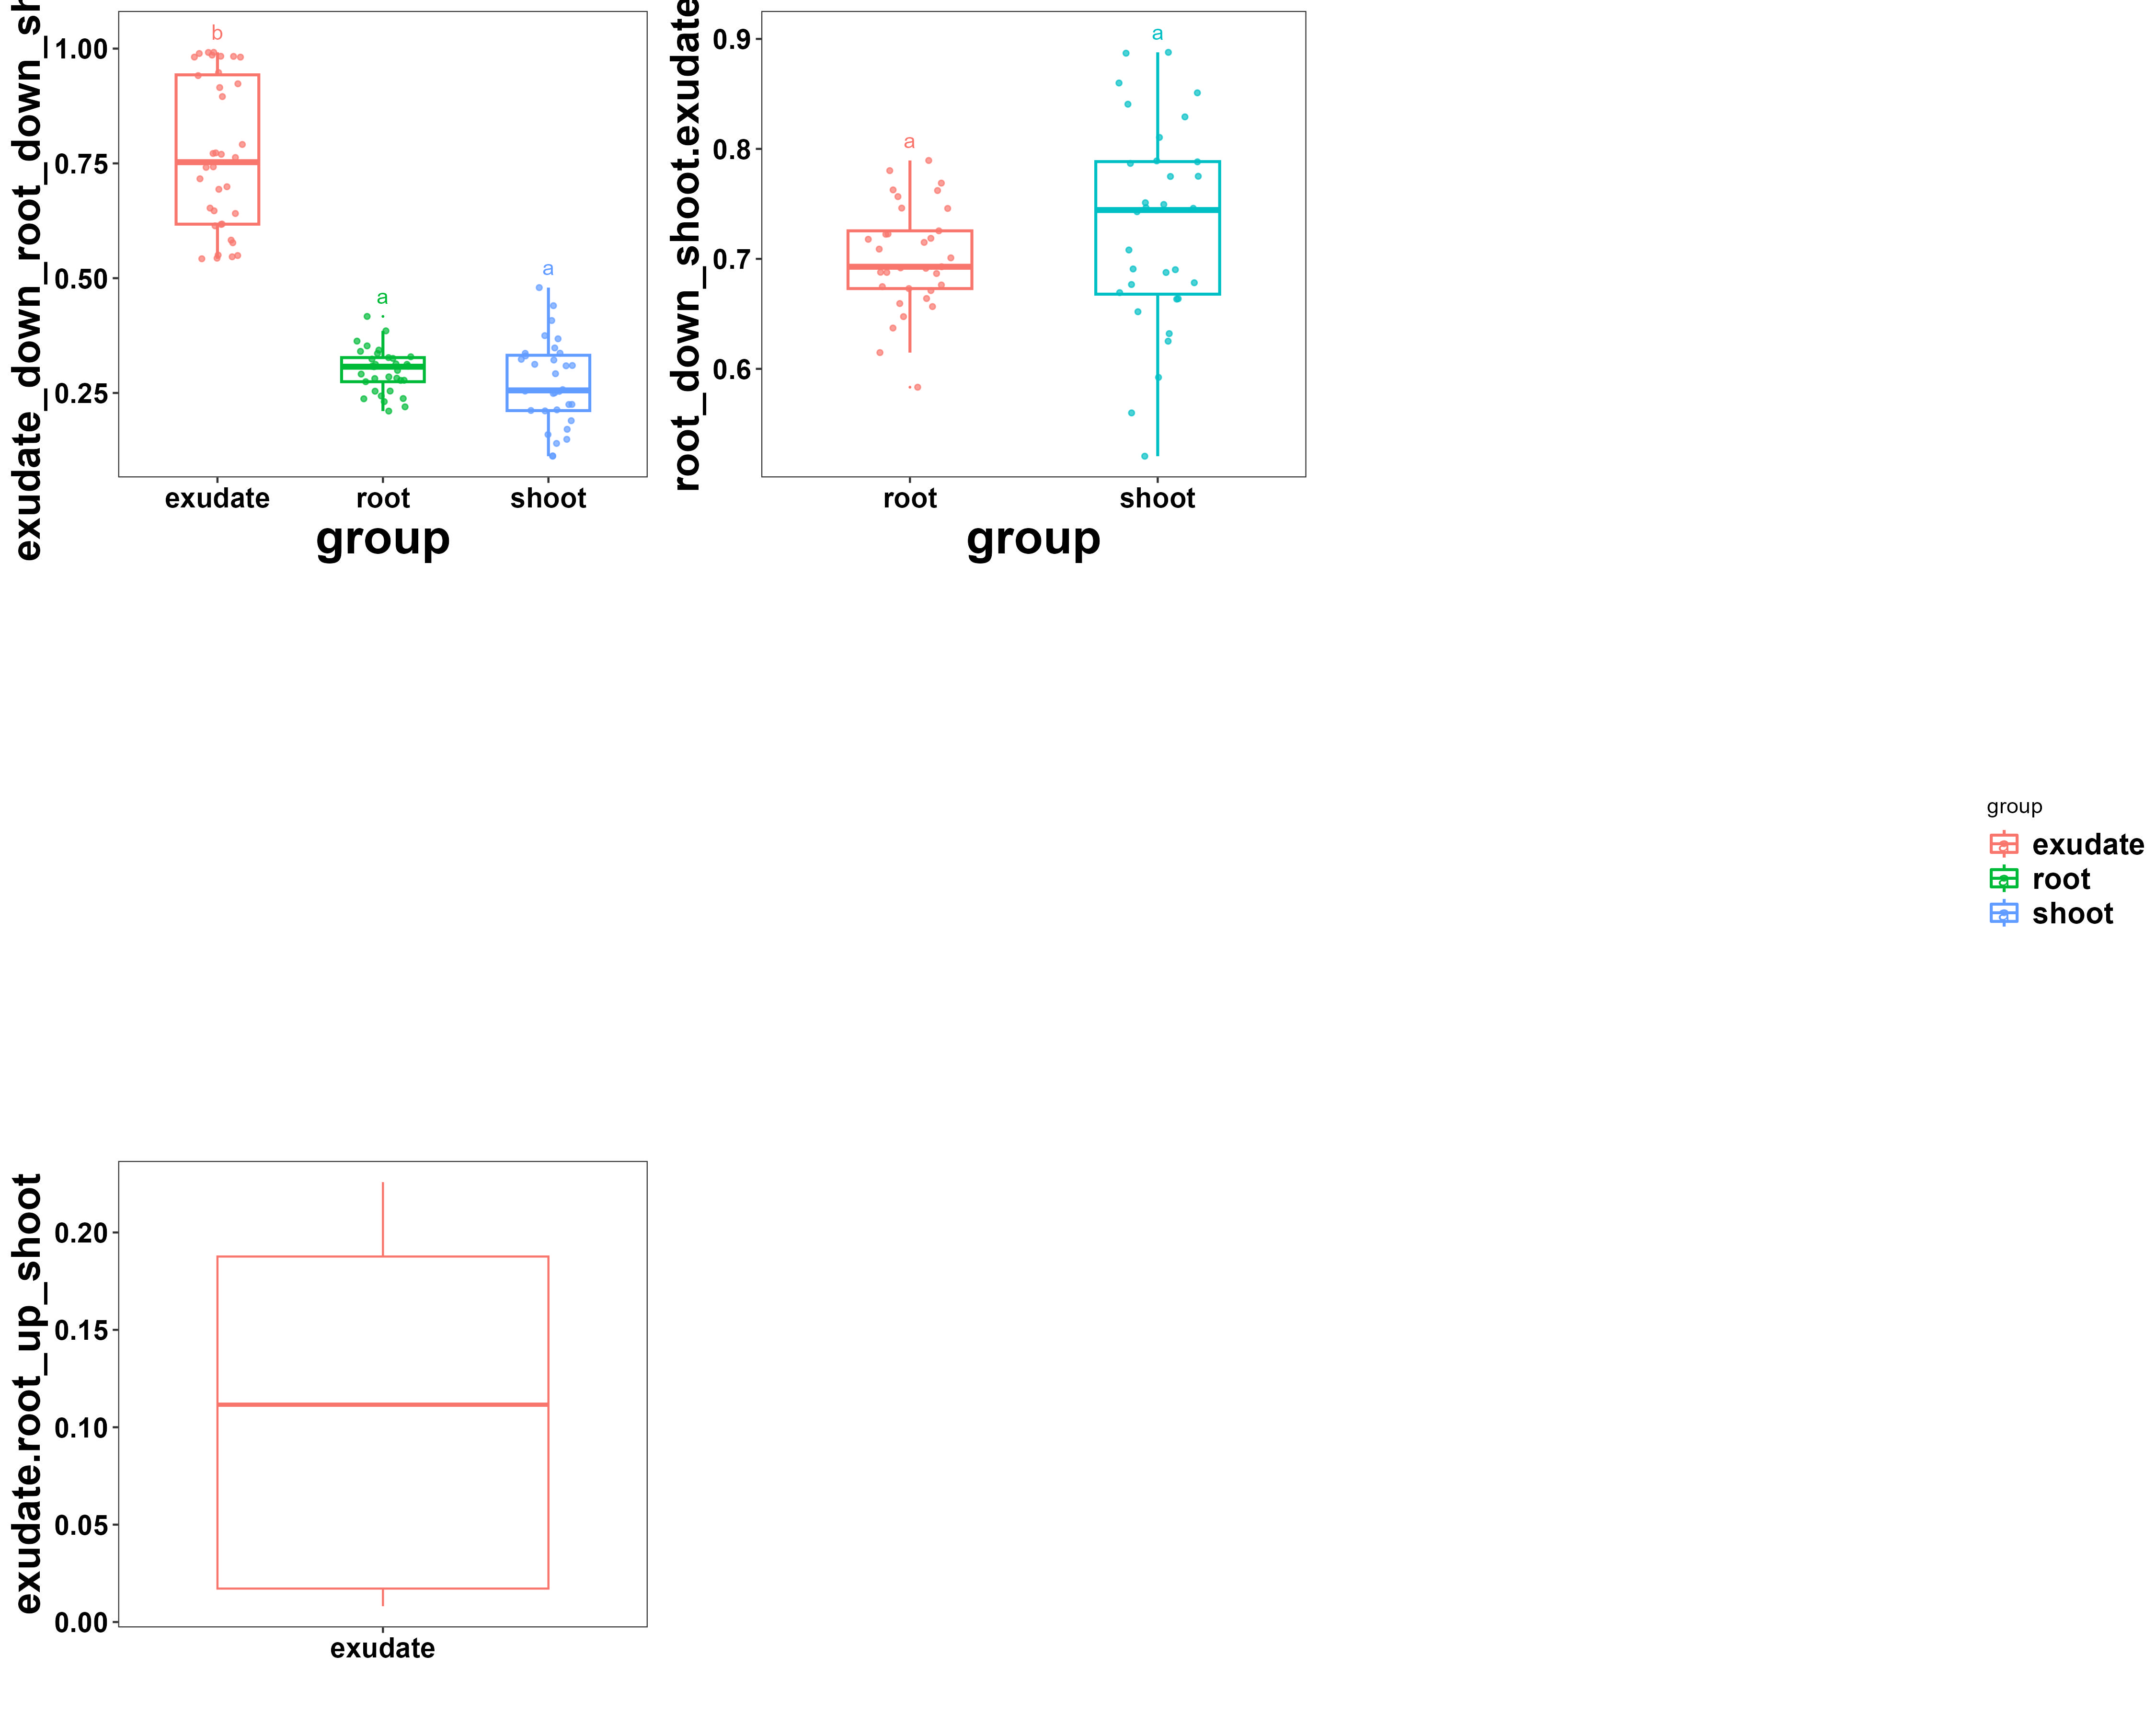 exudate_down_root_down_sh
1.00
0.75
0.50
0.25
b
a
a
exudate root shoot
group
root_down_shoot.exudate
0.9
0.8
0.7
0.6
a
a
root shoot
group
group
a exudate
a root
a shoot
exudate.root_up_shoot
0.20
0.15
0.10
0.05
0.00
exudate